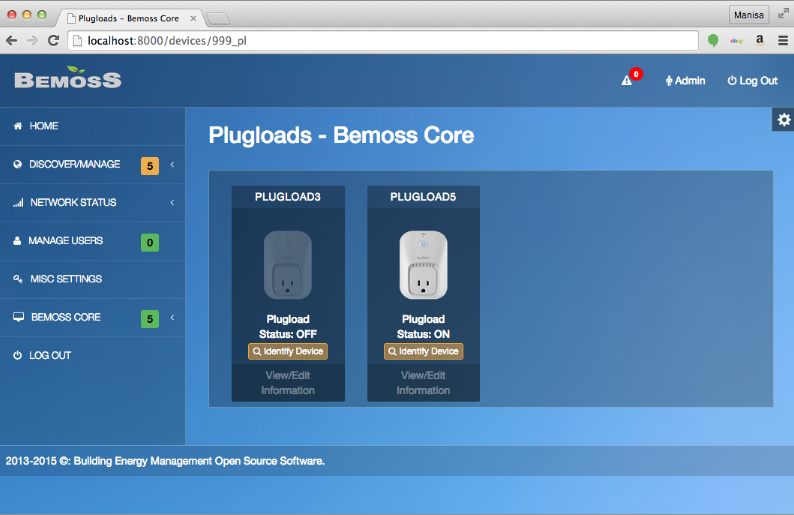 Plugloads - Bemoss Core
Manisa
localhost:8000/devices/999_pl
ebay
a
BEMOSS
0
Admin
Log Out
HOME
DISCOVER/MANAGE 5
NETWORK STATUS
MANAGE USERS 0
MISC SETTINGS
BEMOSS CORE 5
LOG OUT
Plugloads - Bemoss Core
PLUGLOAD3
Plugload
Status: OFF
Identify Device
View/Edit
Information
PLUGLOAD5
Plugload
Status: ON
Identify Device
View/Edit
Information
2013-2015 ©: Building Energy Management Open Source Software.